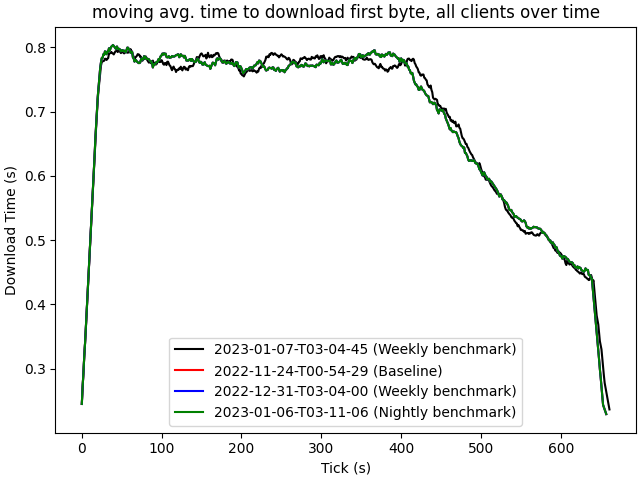 moving avg. time to download first byte, all clients over time
0.8
0.7
0.6
0.5
0.4
0.3
Download Time (s)
2023-01-07-T03-04-45 (Weekly benchmark)
2022-11-24-T00-54-29 (Baseline)
2022-12-31-T03-04-00 (Weekly benchmark)
2023-01-06-T03-11-06 (Nightly benchmark)
0 100 200 300 400 500 600
Tick (s)